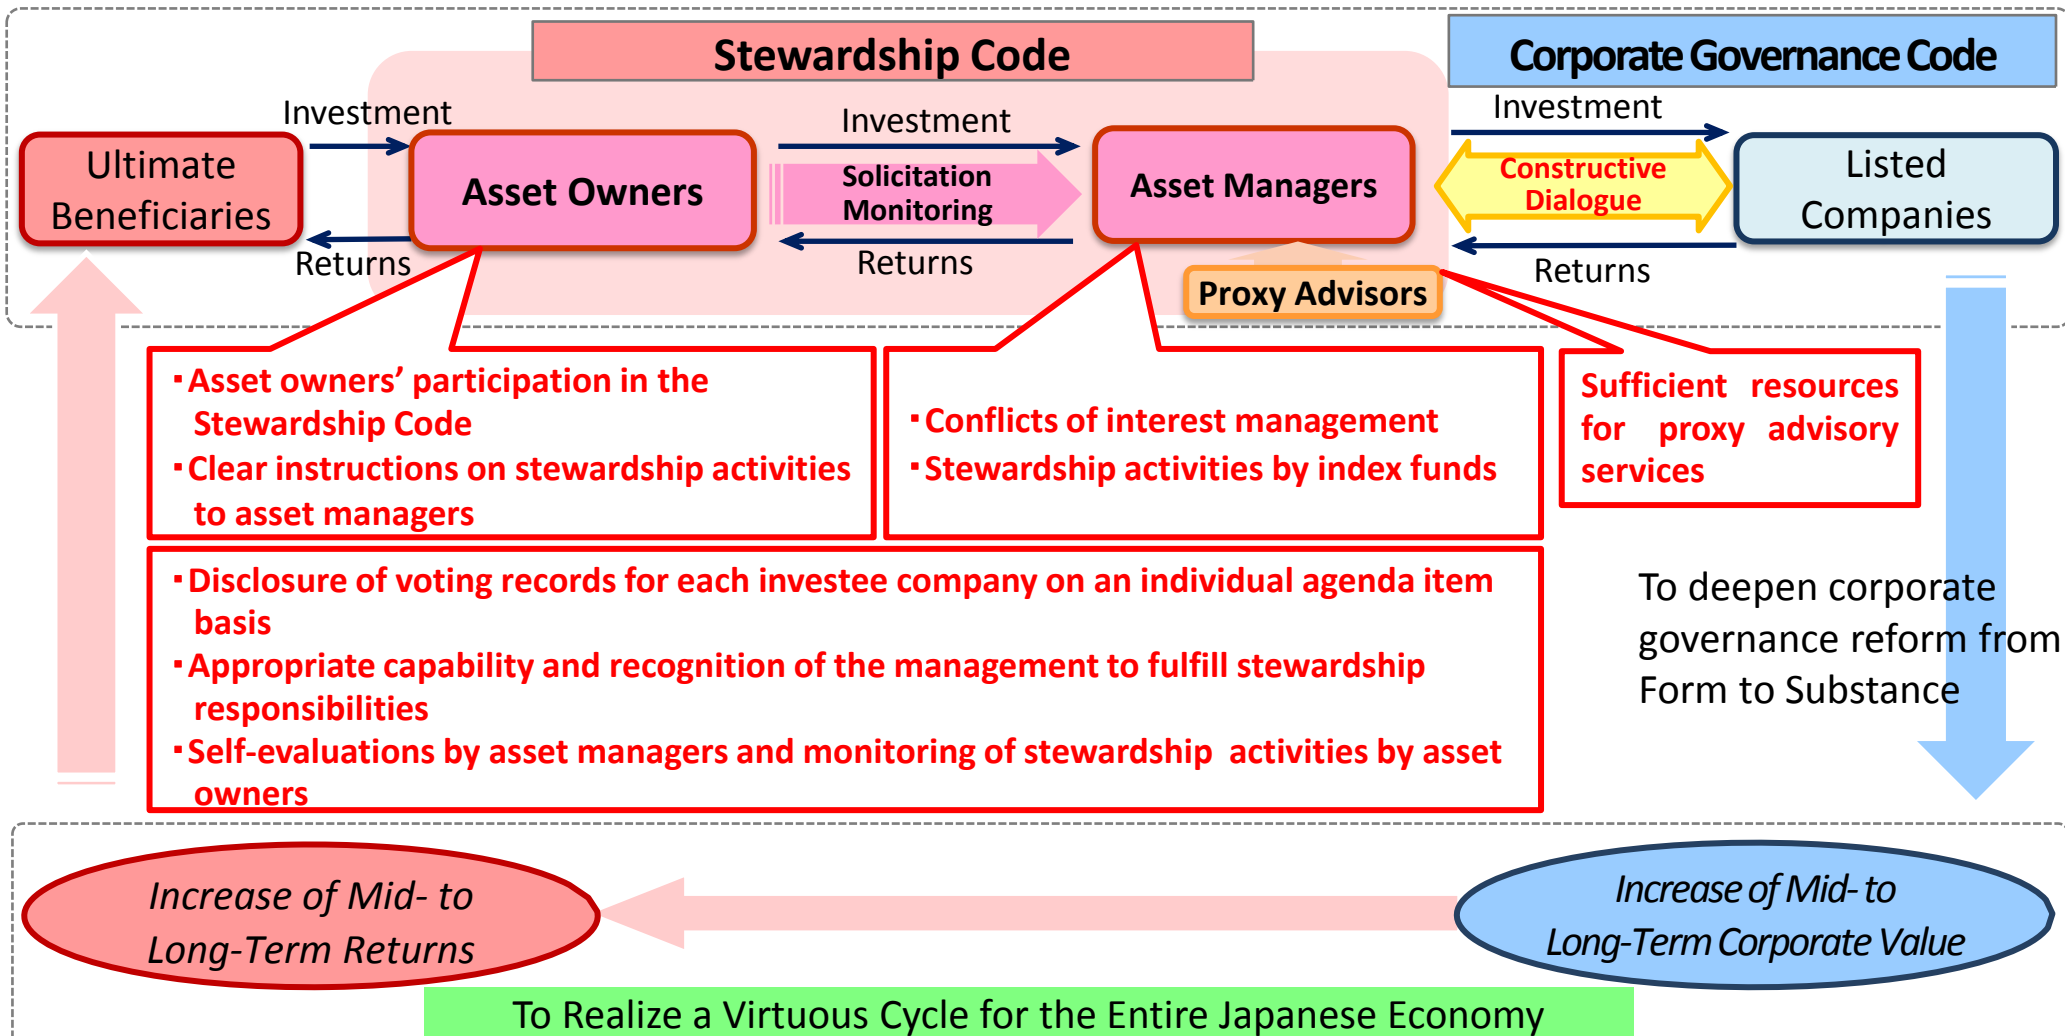 Stewardship Code
Corporate Governance Code
Investment
Investment
Investment
Ultimate
Beneficiaries
Asset Owners
Solicitation
Monitoring
Asset Managers
Constructive
Dialogue
Listed
Companies
Returns
Returns
Returns
Proxy Advisors
・Asset owners’ participation in the
Stewardship Code
・Clear instructions on stewardship activities
to asset managers
・Conflicts of interest management
・Stewardship activities by index funds
Sufficient resources
for proxy advisory
services
・Disclosure of voting records for each investee company on an individual agenda item
basis
・Appropriate capability and recognition of the management to fulfill stewardship
responsibilities
・Self-evaluations by asset managers and monitoring of stewardship activities by asset
owners
To deepen corporate
governance reform from
Form to Substance
Increase of Mid- to
Long-Term Returns
Increase of Mid- to
Long-Term Corporate Value
To Realize a Virtuous Cycle for the Entire Japanese Economy